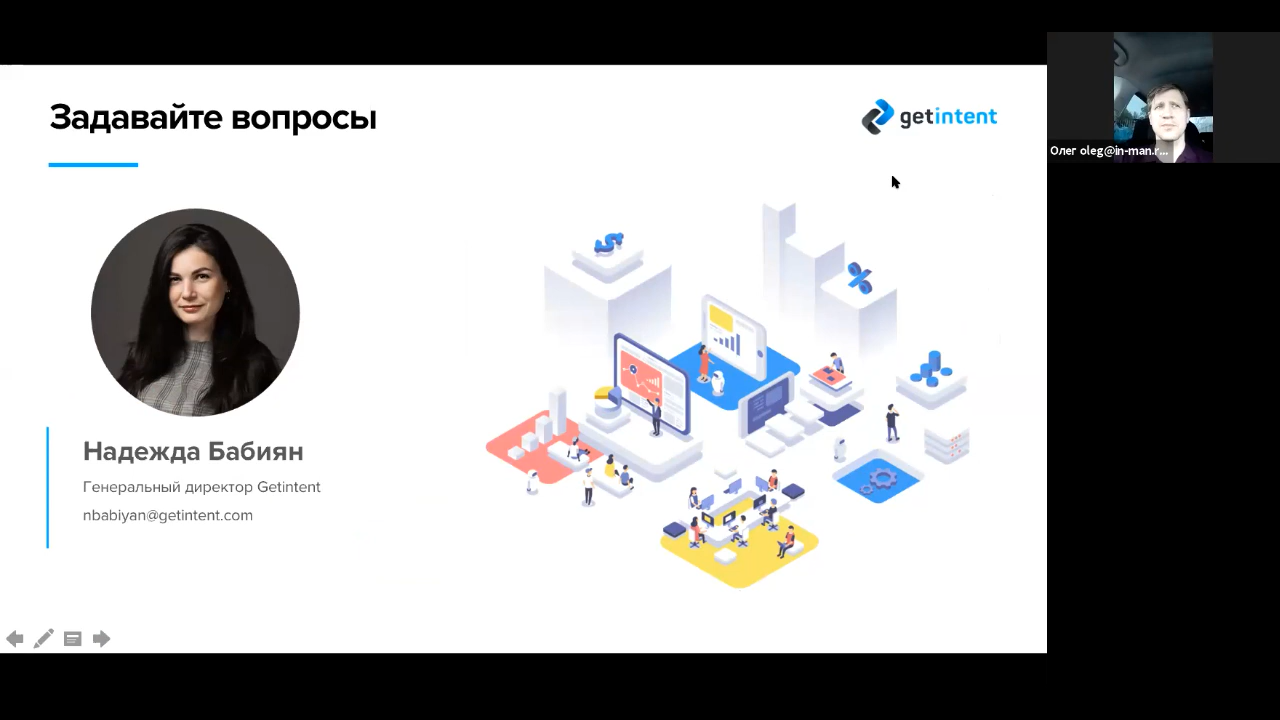 Задавайте вопросы
getintent
Олег oleg@in-man.r...
Надежда Бабиян
Генеральный директор Getintent
nbabiyan@getintent.com